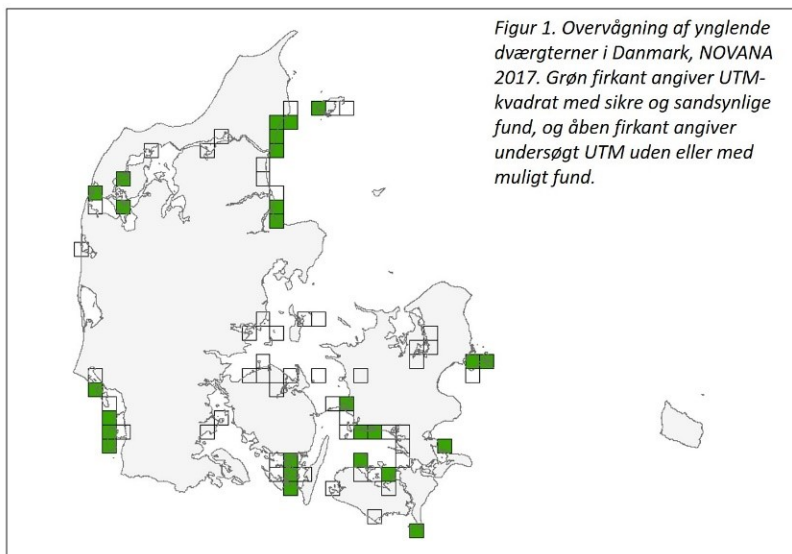 Figur 1. Overvågning af ynglende
dværgterner i Danmark, NOVANA
2017. Grøn firkant angiver UTM-
kvadrat med sikre og sandsynlige
fund, og åben firkant angiver
undersøgt UTM uden eller med
muligt fund.